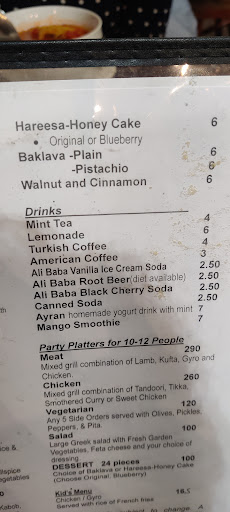 Hareesa-Honey Cake 6
• Original or Blueberry
Baklava -Plain 6
-Pistachio 6
Walnut and Cinnamon 6
Drinks
Mint Tea 4
Lemonade 6
Turkish Coffee 4
American Coffee 3
Ali Baba Vanilla Ice Cream Soda 2.50
Ali Baba Root Beer(diet available) 2.50
Ali Baba Black Cherry Soda 2.50
Canned Soda 2.50
Ayran homemade yogurt drink with mint 7
Mango Smoothie 7
Party Platters for 10-12 People
Meat 290
Mixed grill combination of Lamb, Kufta, Gyro and
Chicken.
Chicken 260
Mixed grill combination of Tandoori, Tikka,
Smothered Curry or Sweet Chicken
Vegetarian 120
Any 5 Side Orders served with Olives, Pickles,
Peppers, & Pita.
Salad 100
Large Greek salad with Fresh Garden
Vegetables, Feta cheese and your choice of
dressing.
DESSERT 24 pieces 100
Choice of Baklava or Hareesa-Honey Cake
(Choose Original, Blueberry)
Kid's Menu
Chicken / Gyro
Served with rice of French fries